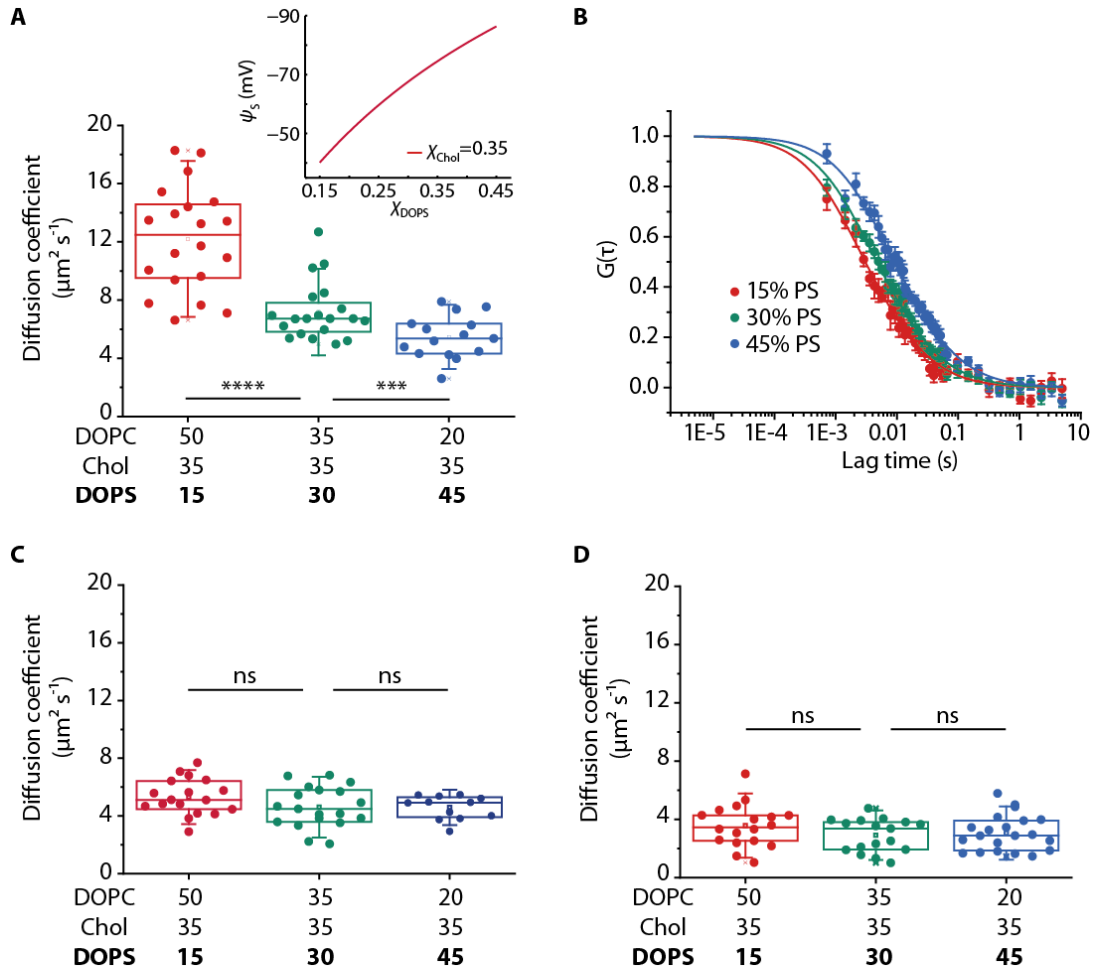 A
−90
−70
−50
ψS (mV)
χChol=0.35
0.15
0.25
0.35
0.45
χDOPS
20
16
12
8
4
0
Diffusion coefficient
(μm² s⁻¹)
****
***
DOPC 50 35 20
Chol 35 35 35
DOPS 15 30 45
B
1.0
0.8
0.6
0.4
0.2
0.0
G(τ)
15% PS
30% PS
45% PS
1E-5 1E-4 1E-3 0.01 0.1 1 10
Lag time (s)
C
20
16
12
8
4
0
Diffusion coefficient
(μm² s⁻¹)
ns ns
DOPC 50 35 20
Chol 35 35 35
DOPS 15 30 45
D
20
16
12
8
4
0
Diffusion coefficient
(μm² s⁻¹)
ns ns
DOPC 50 35 20
Chol 35 35 35
DOPS 15 30 45